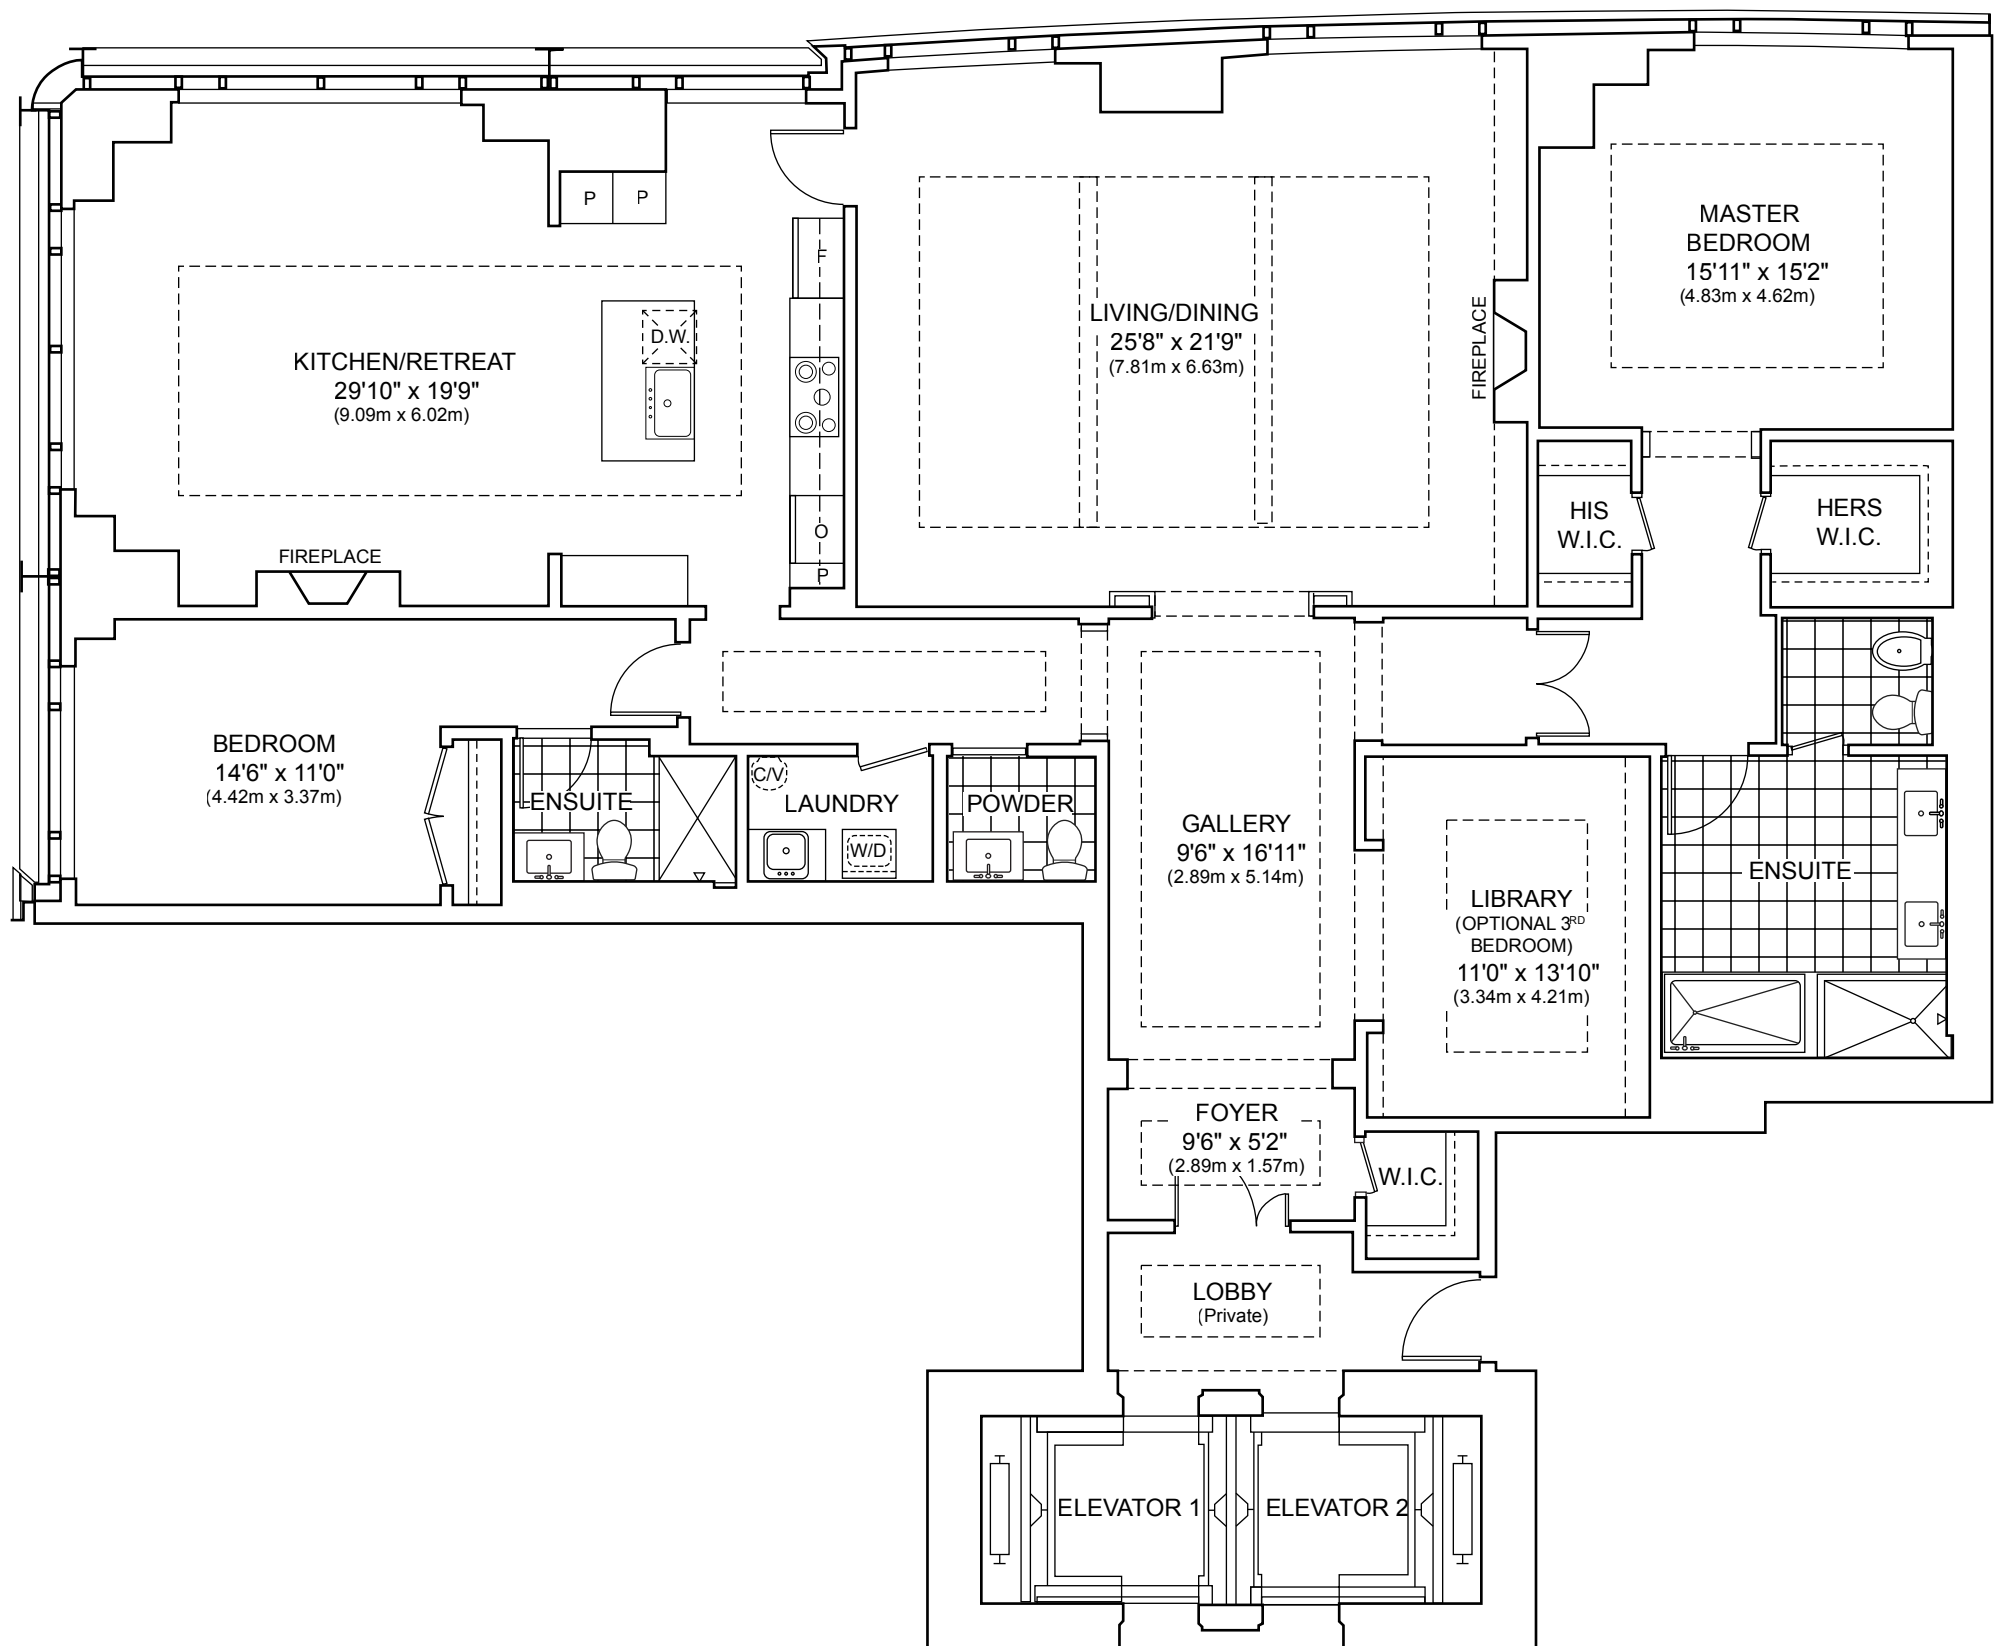 P
P
F
MASTER
BEDROOM
15'11" x 15'2"
(4.83m x 4.62m)
D.W.
LIVING/DINING
25'8" x 21'9"
(7.81m x 6.63m)
FIREPLACE
KITCHEN/RETREAT
29'10" x 19'9"
(9.09m x 6.02m)
HIS
W.I.C.
HERS
W.I.C.
O
P
FIREPLACE
BEDROOM
14'6" x 11'0"
(4.42m x 3.37m)
ENSUITE
C/V
LAUNDRY
W/D
POWDER
GALLERY
9'6" x 16'11"
(2.89m x 5.14m)
LIBRARY
(OPTIONAL 3RD
BEDROOM)
11'0" x 13'10"
(3.34m x 4.21m)
ENSUITE
FOYER
9'6" x 5'2"
(2.89m x 1.57m)
W.I.C.
LOBBY
(Private)
ELEVATOR 1
ELEVATOR 2